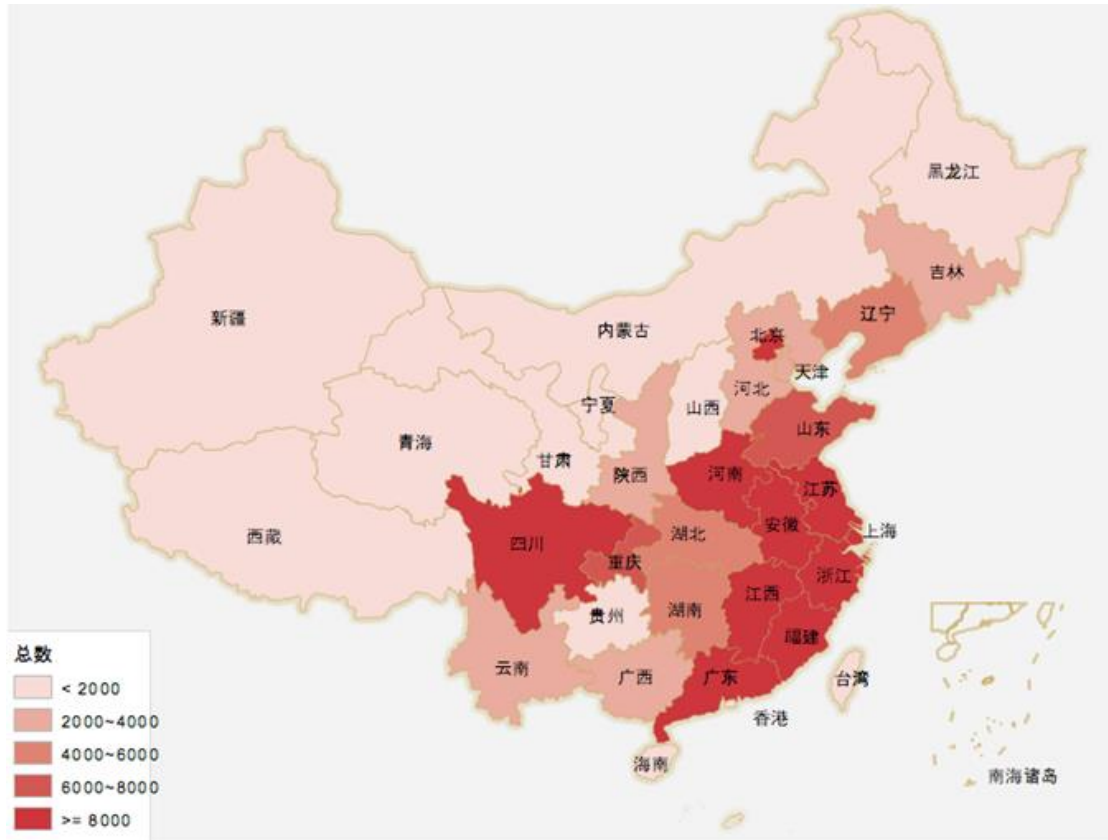 黑龙江
吉林
新疆
辽宁
内蒙古
北京
天津
河北
宁夏
山西
山东
青海
甘肃
陕西
河南
江苏
安徽
上海
湖北
西藏
四川
重庆
浙江
江西
贵州
湖南
福建
云南
广西
广东
台湾
香港
海南
南海诸岛
总数
< 2000
2000~4000
4000~6000
6000~8000
>= 8000